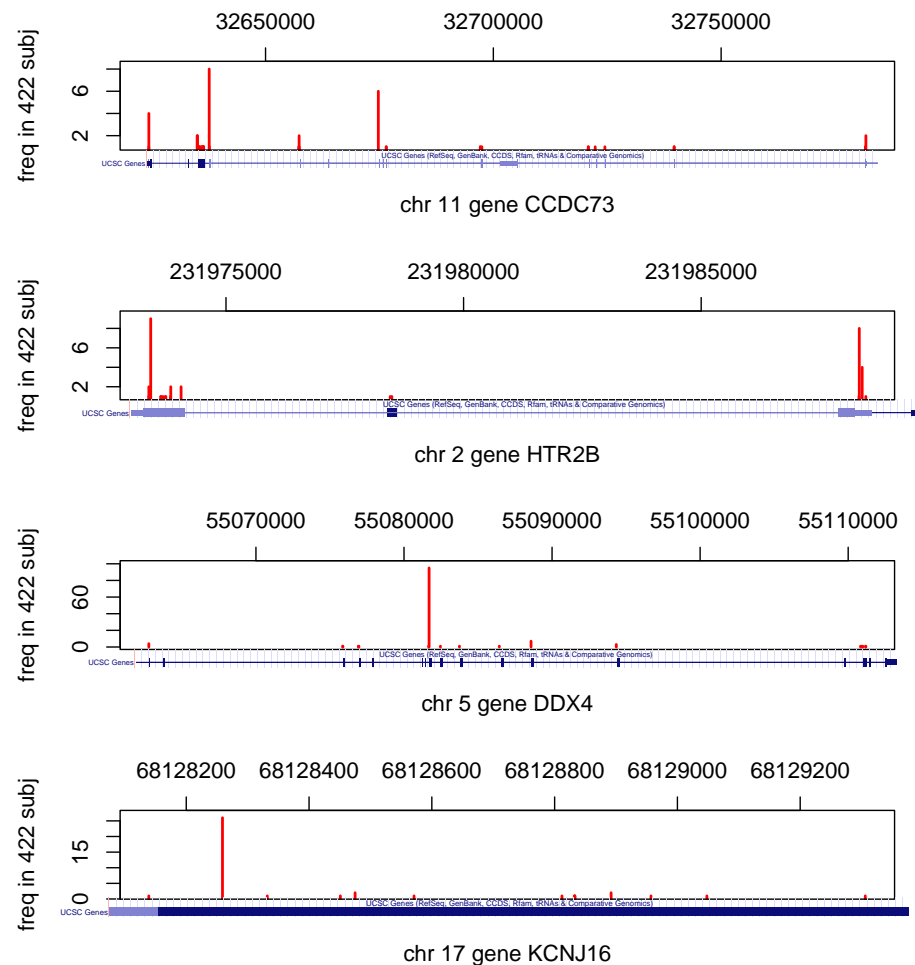 32650000 32700000 32750000
freq in 422 subj
6
2
UCSC Genes (RefSeq, GenBank, CCDS, Rfam, tRNAs & Comparative Genomics)
UCSC Genes
chr 11 gene CCDC73
231975000 231980000 231985000
freq in 422 subj
6
2
UCSC Genes (RefSeq, GenBank, CCDS, Rfam, tRNAs & Comparative Genomics)
UCSC Genes
chr 2 gene HTR2B
55070000 55080000 55090000 55100000 55110000
freq in 422 subj
60
0
UCSC Genes (RefSeq, GenBank, CCDS, Rfam, tRNAs & Comparative Genomics)
UCSC Genes
chr 5 gene DDX4
68128200 68128400 68128600 68128800 68129000 68129200
freq in 422 subj
15
0
UCSC Genes (RefSeq, GenBank, CCDS, Rfam, tRNAs & Comparative Genomics)
UCSC Genes
chr 17 gene KCNJ16